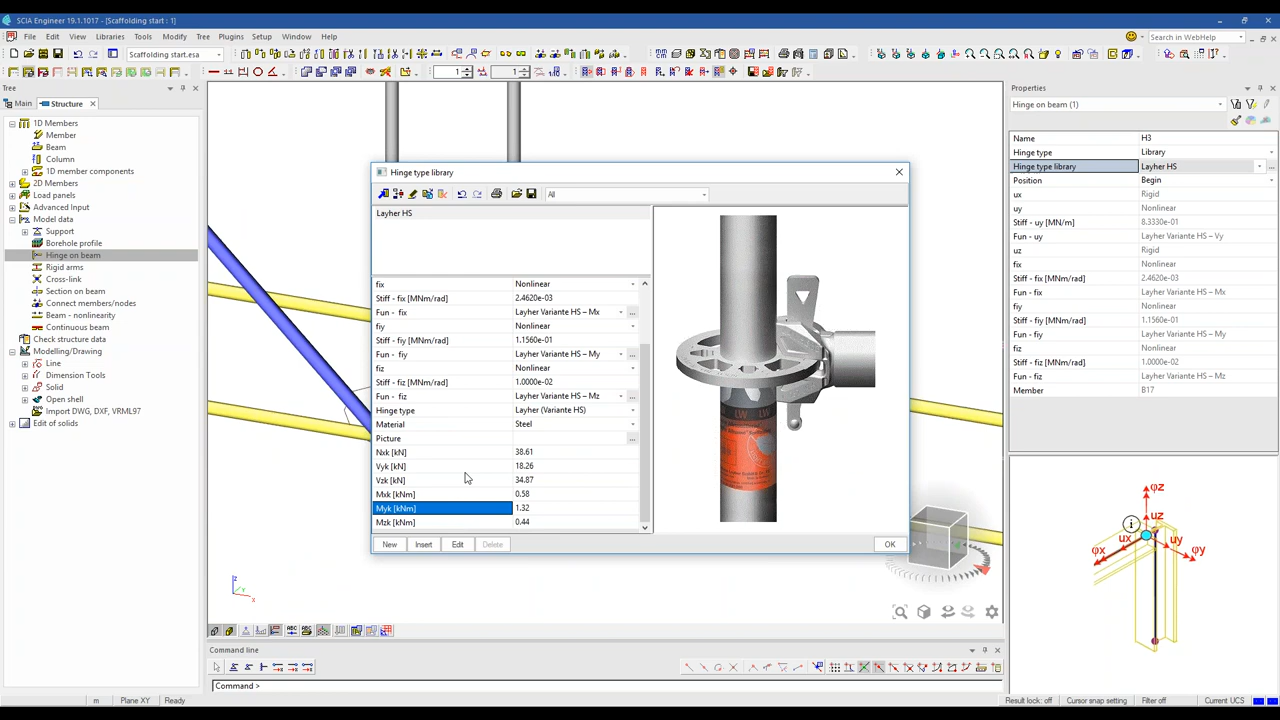 SCIA Engineer 19.1.1017 - [Scaffolding start : 1]
File Edit View Libraries Tools Modify Tree Plugins Setup Window Help
Search in WebHelp
Scaffolding start.esa
1 1
Tree
Main Structure
1D Members
Member
Beam
Column
1D member components
2D Members
Load panels
Advanced Input
Model data
Support
Borehole profile
Hinge on beam
Rigid arms
Cross-link
Section on beam
Connect members/nodes
Beam - nonlinearity
Continuous beam
Check structure data
Modelling/Drawing
Line
Dimension Tools
Solid
Open shell
Import DWG, DXF, VRML97
Edit of solids
Hinge type library
All
Layher HS
fix Nonlinear
Stiff - fix [MNm/rad] 2.4620e-03
Fun - fix Layher Variante HS – Mx
fiy Nonlinear
Stiff - fiy [MNm/rad] 1.1560e-01
Fun - fiy Layher Variante HS – My
fiz Nonlinear
Stiff - fiz [MNm/rad] 1.0000e-02
Fun - fiz Layher Variante HS – Mz
Hinge type Layher (Variante HS)
Material Steel
Picture
Nxk [kN] 38.61
Vyk [kN] 18.26
Vzk [kN] 34.87
Mxk [kNm] 0.58
Myk [kNm] 1.32
Mzk [kNm] 0.44
New Insert Edit Delete OK
LW
Properties
Hinge on beam (1)
Name H3
Hinge type Library
Hinge type library Layher HS
Position Begin
ux Rigid
uy Nonlinear
Stiff - uy [MN/m] 8.3330e-01
Fun - uy Layher Variante HS – Vy
uz Rigid
fix Nonlinear
Stiff - fix [MNm/rad] 2.4620e-03
Fun - fix Layher Variante HS – Mx
fiy Nonlinear
Stiff - fiy [MNm/rad] 1.1560e-01
Fun - fiy Layher Variante HS – My
fiz Nonlinear
Stiff - fiz [MNm/rad] 1.0000e-02
Fun - fiz Layher Variante HS – Mz
Member B17
φz
uz
i
ux
uy
φx
φy
z
y
x
Command line
Command >
m Plane XY Ready
Result lock: off Cursor snap setting Filter off Current UCS